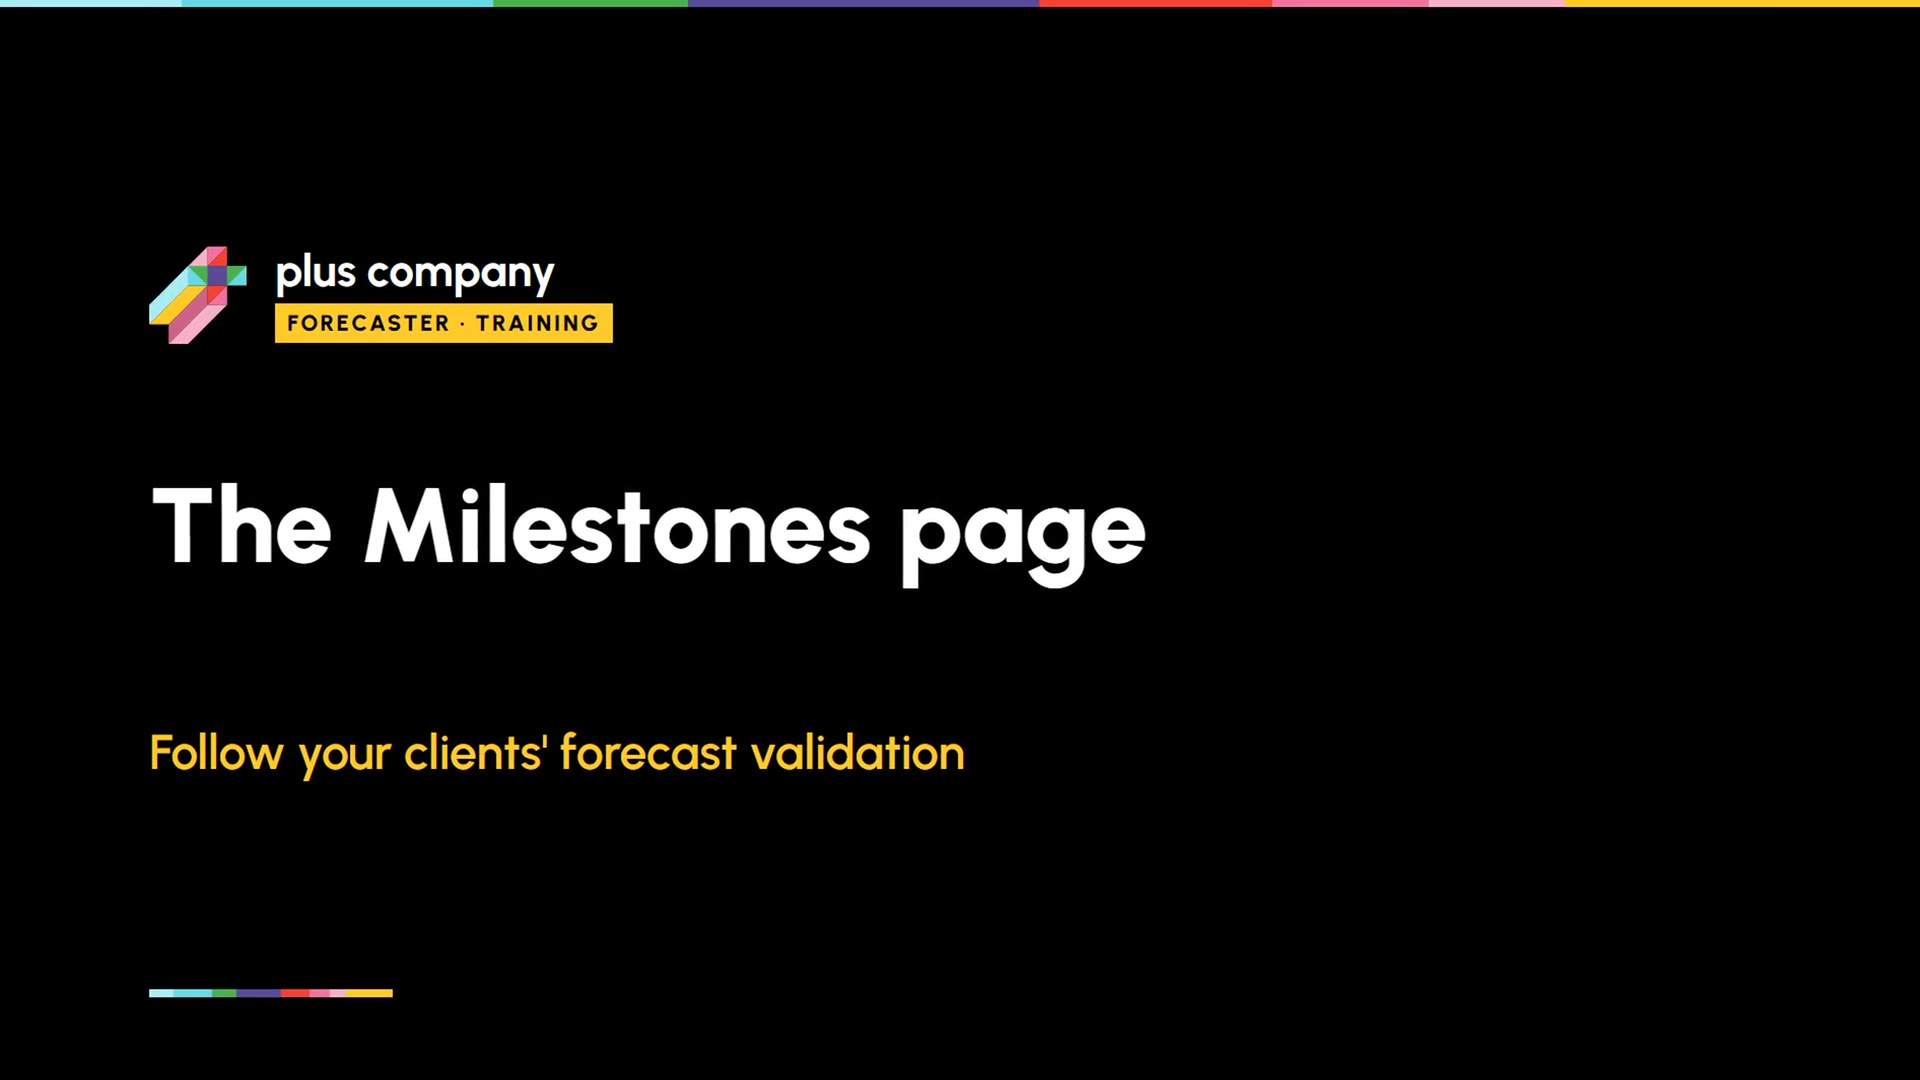 plus company
FORECASTER · TRAINING
The Milestones page
Follow your clients' forecast validation